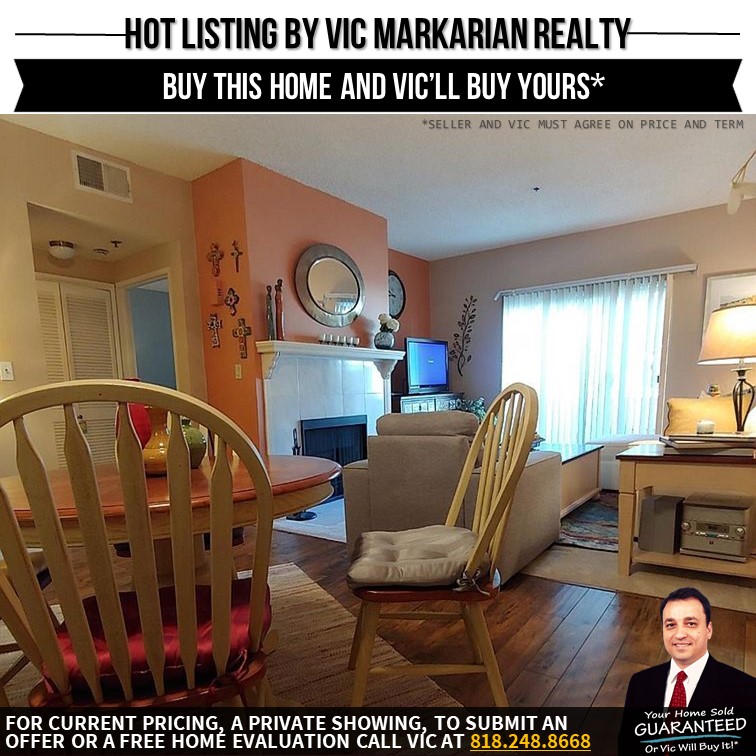 HOT LISTING BY VIC MARKARIAN REALTY
BUY THIS HOME AND VIC'LL BUY YOURS*
*SELLER AND VIC MUST AGREE ON PRICE AND TERM
Your Home Sold
GUARANTEED
Or Vic Will Buy It!
FOR CURRENT PRICING, A PRIVATE SHOWING, TO SUBMIT AN
OFFER OR A FREE HOME EVALUATION CALL VIC AT 818.248.8668